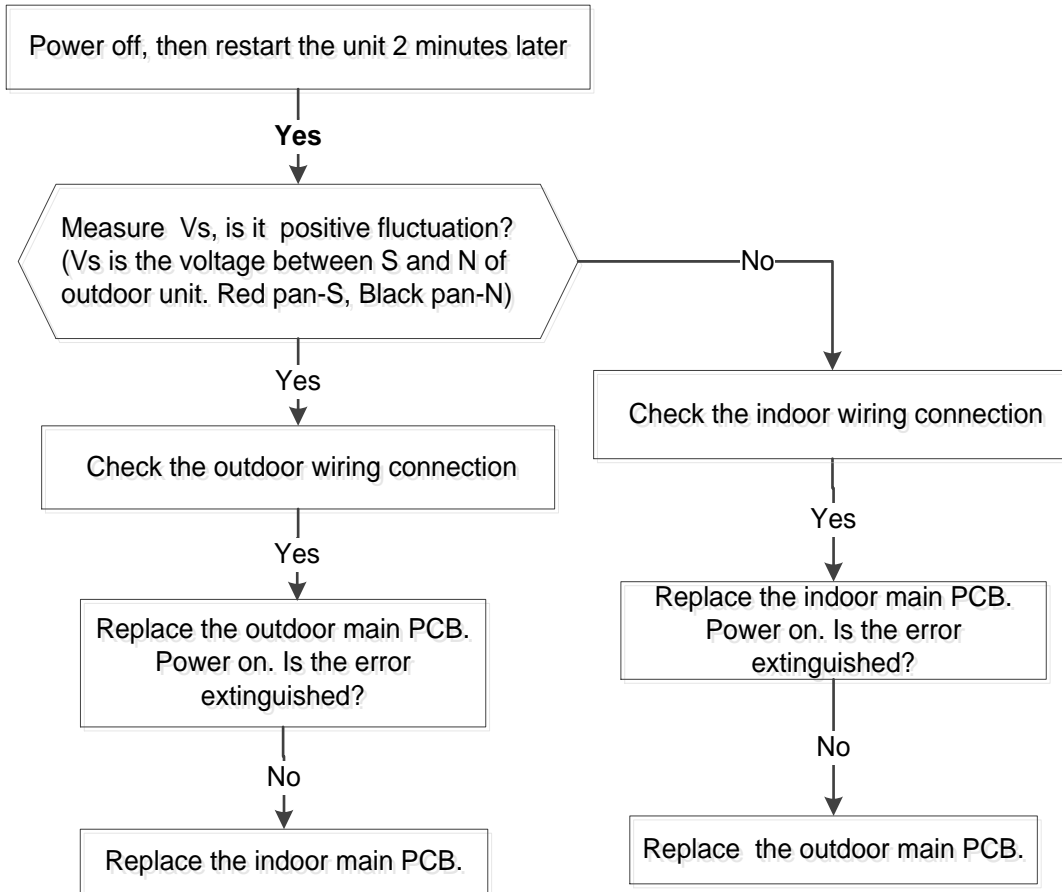 Power off, then restart the unit 2 minutes later
Yes
Measure Vs, is it positive fluctuation?
(Vs is the voltage between S and N of
outdoor unit. Red pan-S, Black pan-N)
No
Yes
Check the indoor wiring connection
Check the outdoor wiring connection
Yes
Yes
Replace the indoor main PCB.
Power on. Is the error
extinguished?
Replace the outdoor main PCB.
Power on. Is the error
extinguished?
No
No
Replace the outdoor main PCB.
Replace the indoor main PCB.